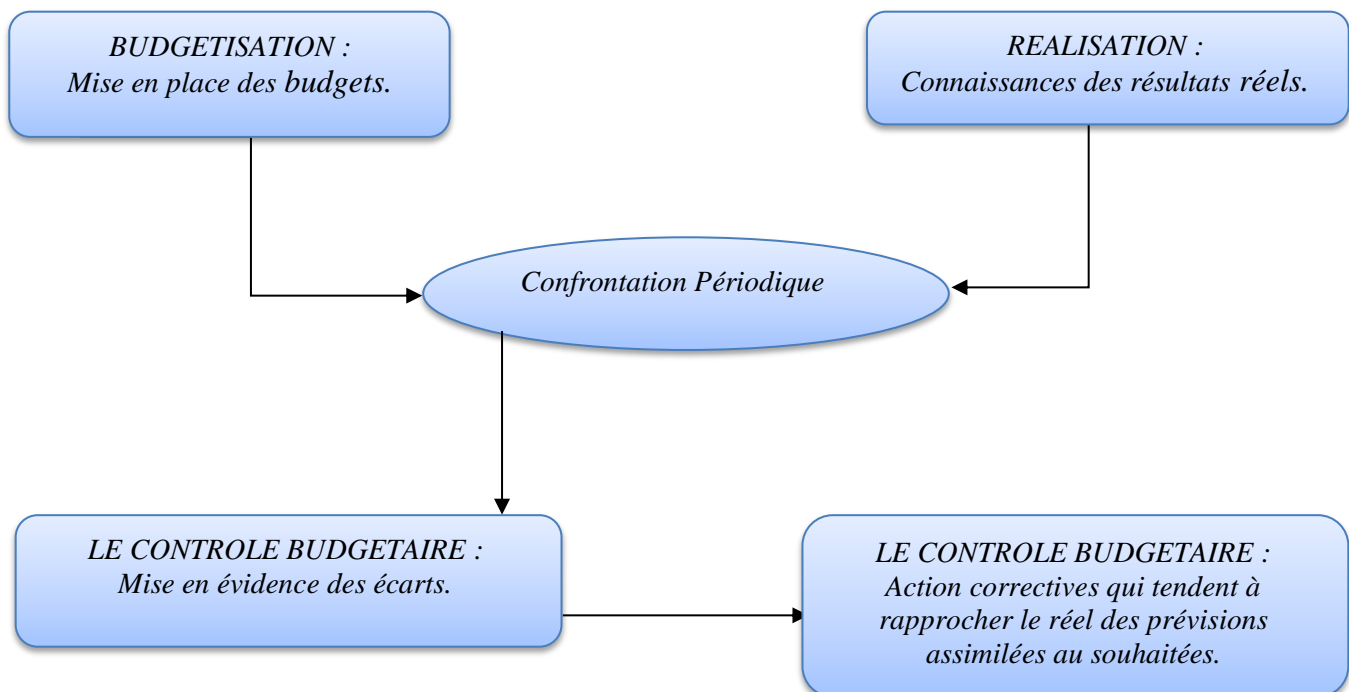 BUDGETISATION :
Mise en place des budgets.
REALISATION :
Connaissances des résultats réels.
Confrontation Périodique
LE CONTROLE BUDGETAIRE :
Mise en évidence des écarts.
LE CONTROLE BUDGETAIRE :
Action correctives qui tendent à
rapprocher le réel des prévisions
assimilées au souhaitées.